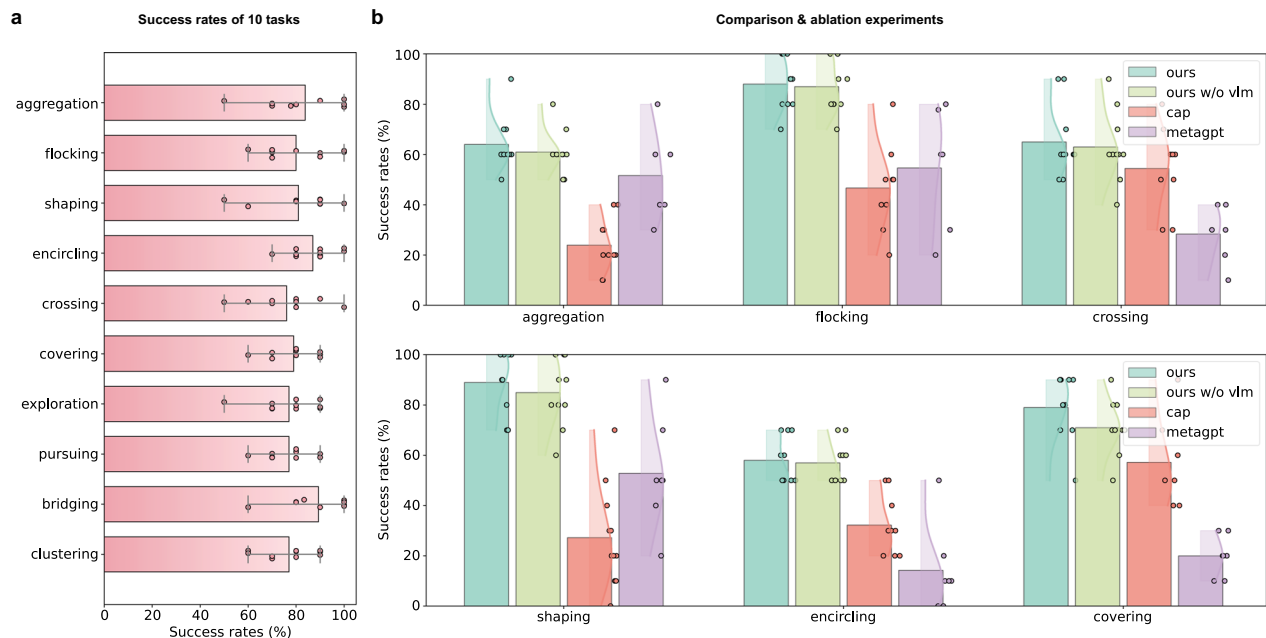 a
Success rates of 10 tasks
aggregation
flocking
shaping
encircling
crossing
covering
exploration
pursuing
bridging
clustering
0 20 40 60 80 100
Success rates (%)
b
Comparison & ablation experiments
Success rates (%)
100
80
60
40
20
0
ours
ours w/o vlm
cap
metagpt
aggregation flocking crossing
Success rates (%)
100
80
60
40
20
0
ours
ours w/o vlm
cap
metagpt
shaping encircling covering